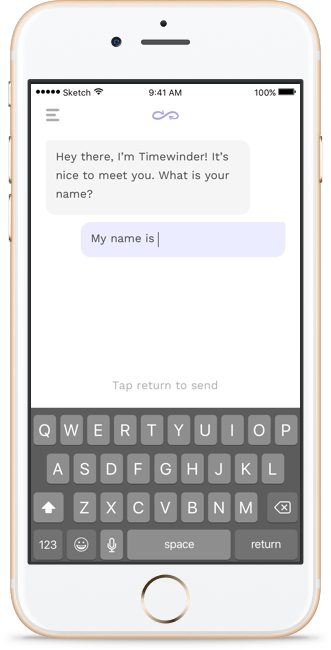 Sketch 9:41 AM 100%
Hey there, I’m Timewinder! It’s
nice to meet you. What is your
name?
My name is
Tap return to send
Q W E R T Y U I O P
A S D F G H J K L
Z X C V B N M
123 space return